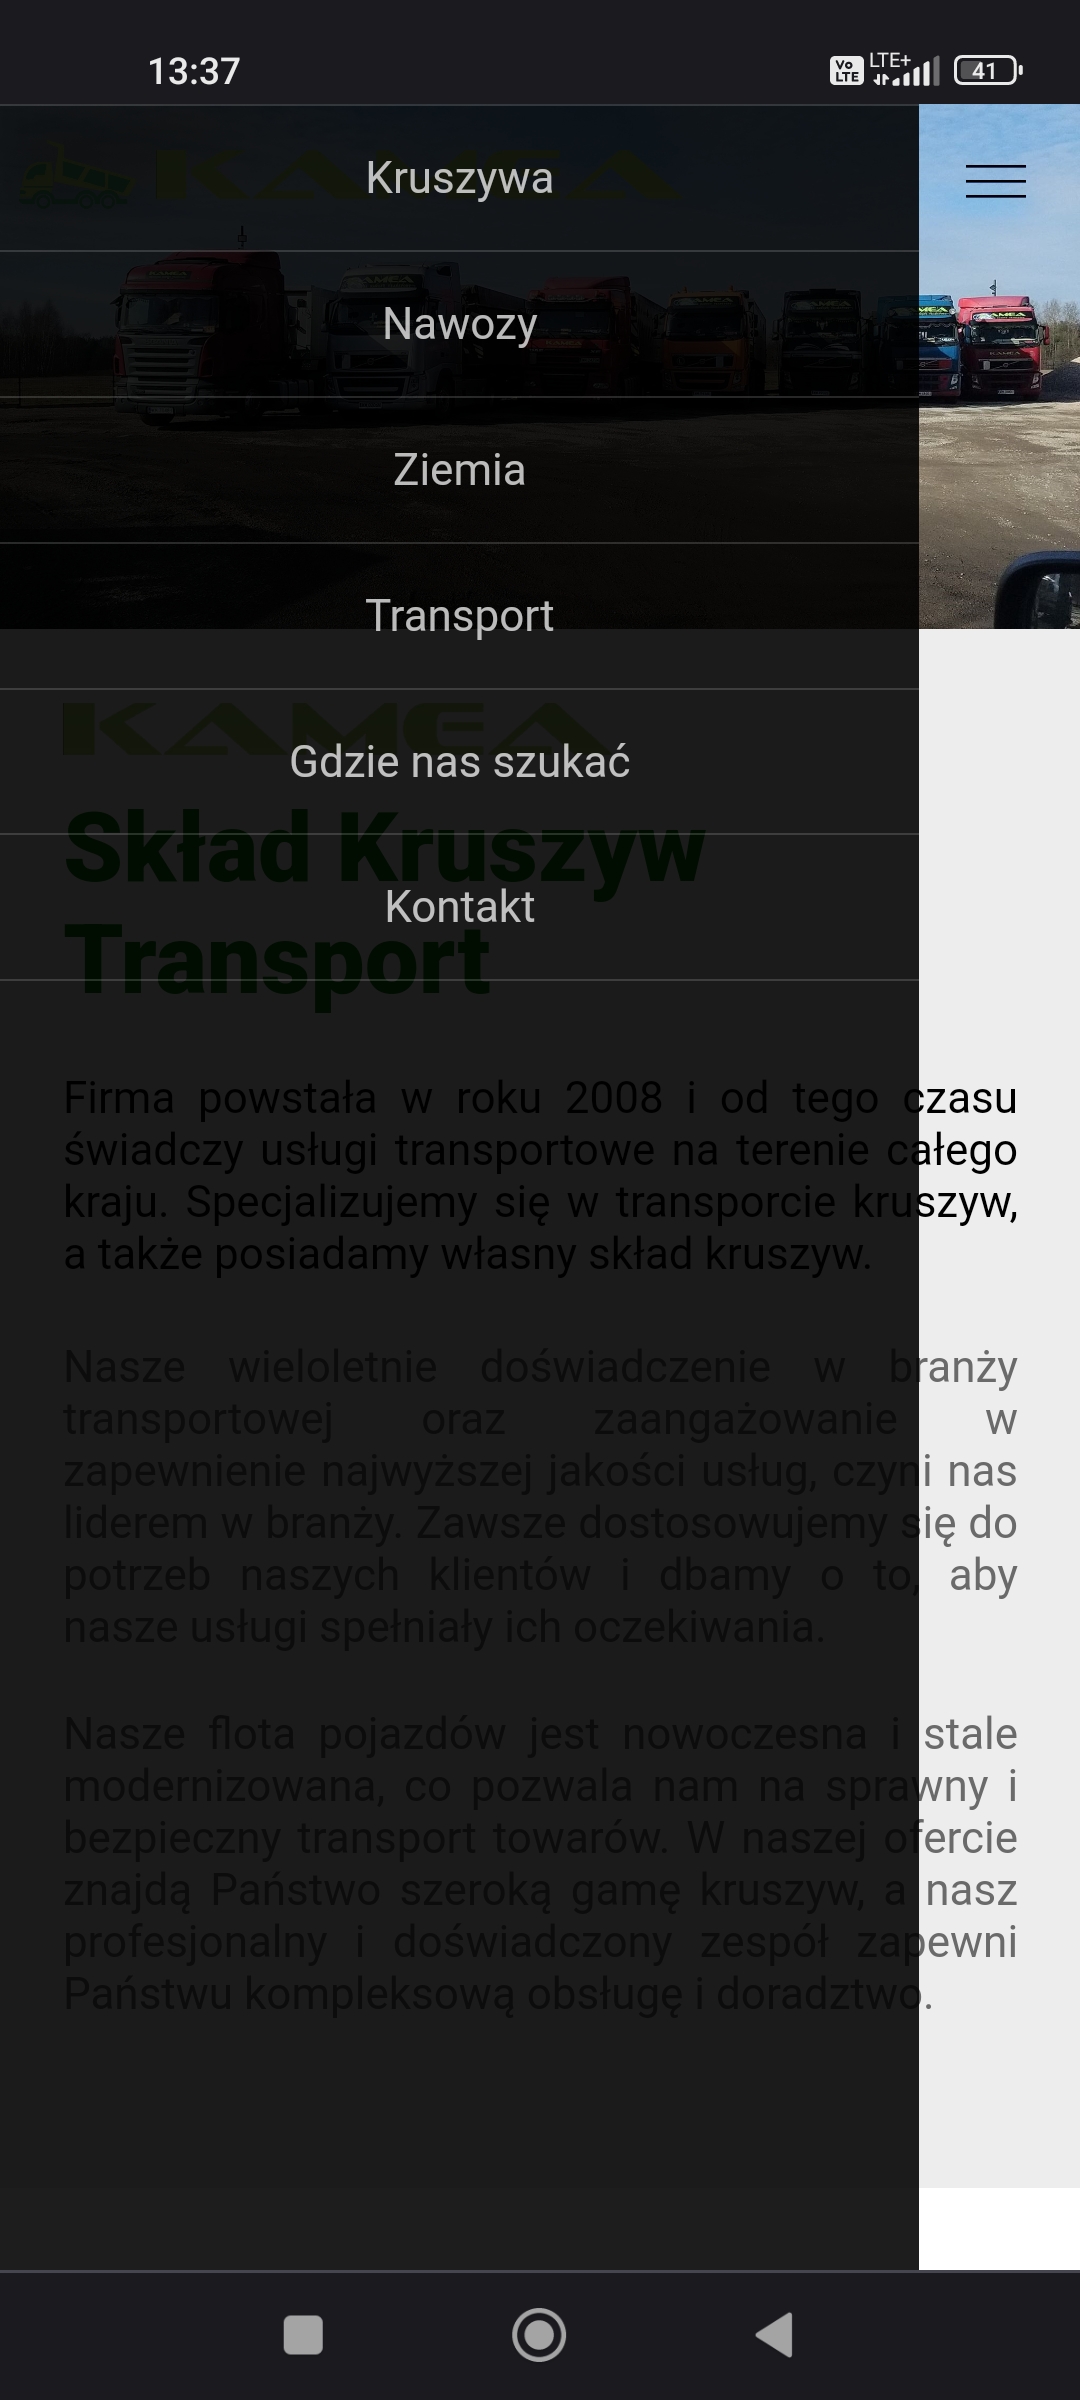 13:37
Vo LTE LTE+ 41
KAMEA
Kruszywa
Nawozy
Ziemia
Transport
KAMEA
Gdzie nas szukać
Skład Kruszyw
Kontakt
Transport
Firma powstała w roku 2008 i od tego czasu
świadczy usługi transportowe na terenie całego
kraju. Specjalizujemy się w transporcie kruszyw,
a także posiadamy własny skład kruszyw.
Nasze wieloletnie doświadczenie w branży
transportowej oraz zaangażowanie w
zapewnienie najwyższej jakości usług, czyni nas
liderem w branży. Zawsze dostosowujemy się do
potrzeb naszych klientów i dbamy o to, aby
nasze usługi spełniały ich oczekiwania.
Nasze flota pojazdów jest nowoczesna i stale
modernizowana, co pozwala nam na sprawny i
bezpieczny transport towarów. W naszej ofercie
znajdą Państwo szeroką gamę kruszyw, a nasz
profesjonalny i doświadczony zespół zapewni
Państwu kompleksową obsługę i doradztwo.